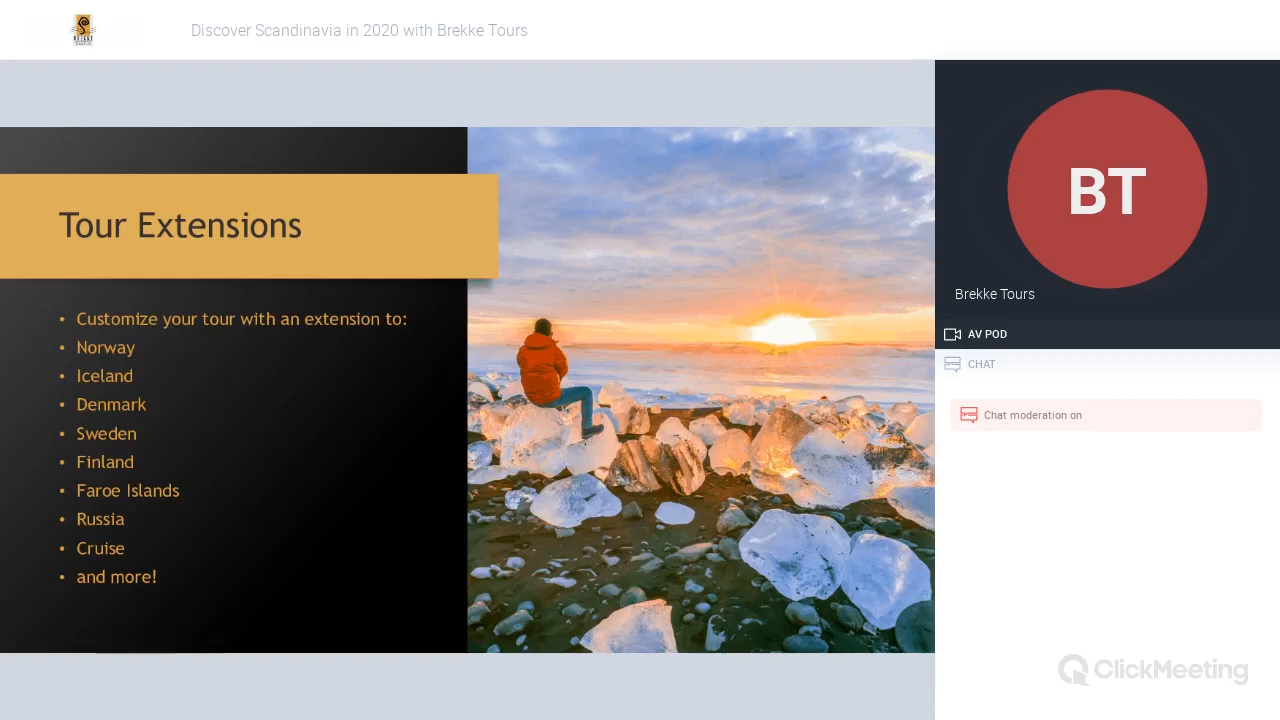 Discover Scandinavia in 2020 with Brekke Tours
Tour Extensions
• Customize your tour with an extension to:
• Norway
• Iceland
• Denmark
• Sweden
• Finland
• Faroe Islands
• Russia
• Cruise
• and more!
BT
Brekke Tours
AV POD
CHAT
Chat moderation on
ClickMeeting